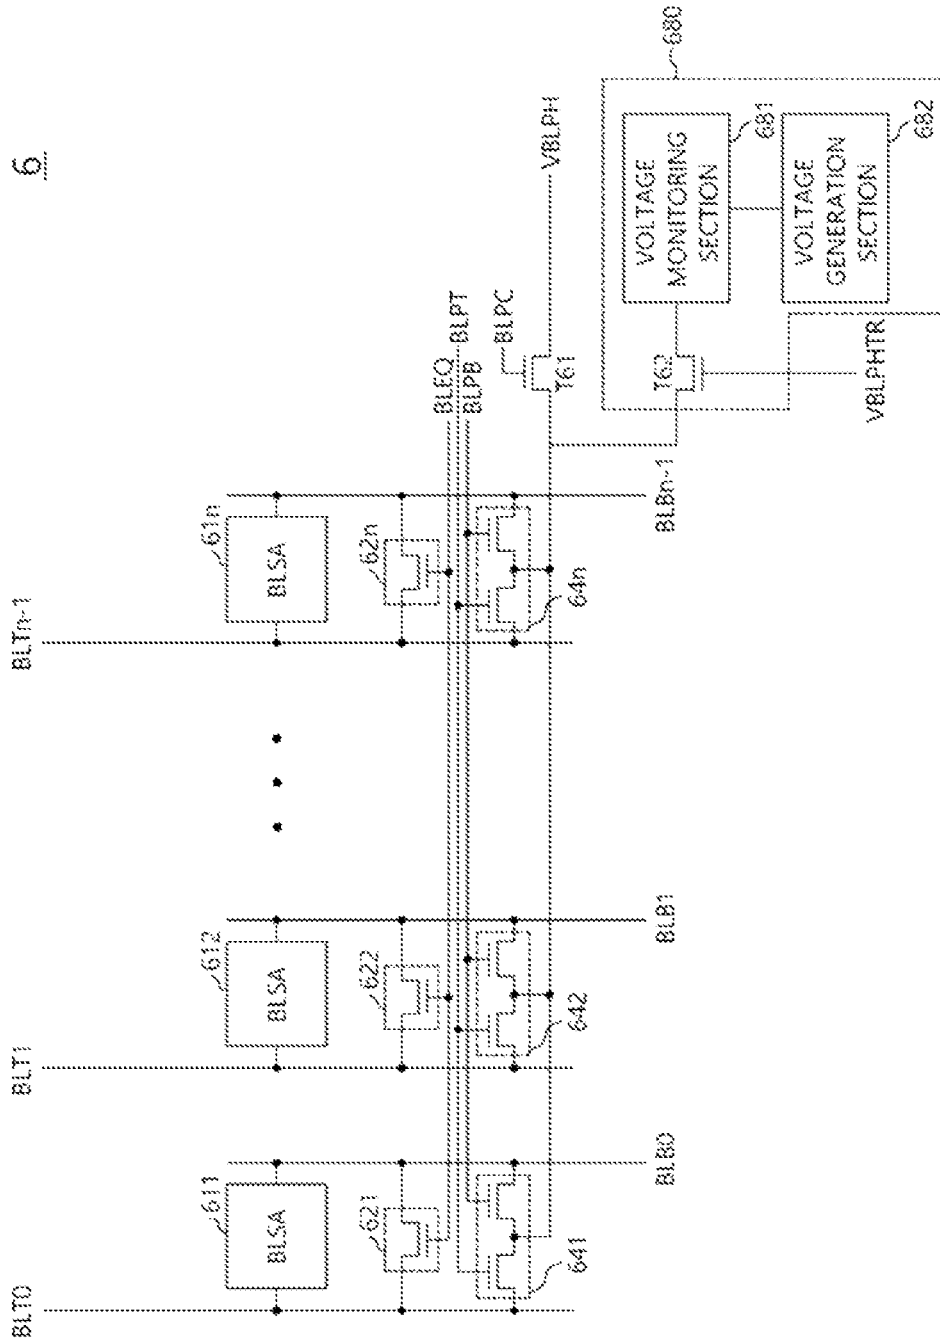 6
BLT0
BLT1
BLTn-1
611
BLSA
612
BLSA
61n
BLSA
621
622
62n
BLEQ
BLPT
BLPB
BLPC
VBLPH
T61
641
642
64n
BLB0
BLB1
BLBn-1
T62
VBLPHTR
680
VOLTAGE
MONITORING
SECTION
681
VOLTAGE
GENERATION
SECTION
682